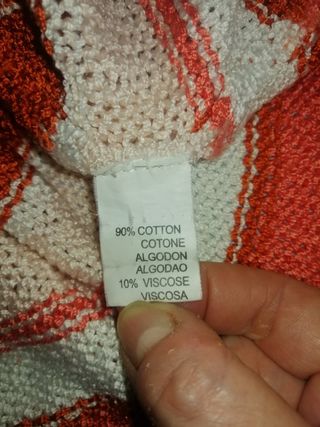 90% COTTON
COTONE
ALGODON
ALGODAO
10% VISCOSE
VISCOSA